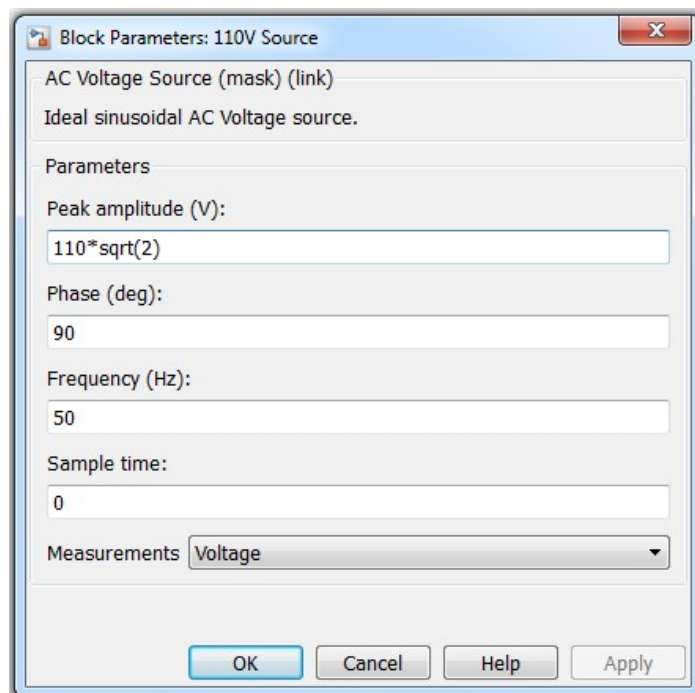 Block Parameters: 110V Source
AC Voltage Source (mask) (link)
Ideal sinusoidal AC Voltage source.
Parameters
Peak amplitude (V):
110*sqrt(2)
Phase (deg):
90
Frequency (Hz):
50
Sample time:
0
Measurements Voltage
OK Cancel Help Apply